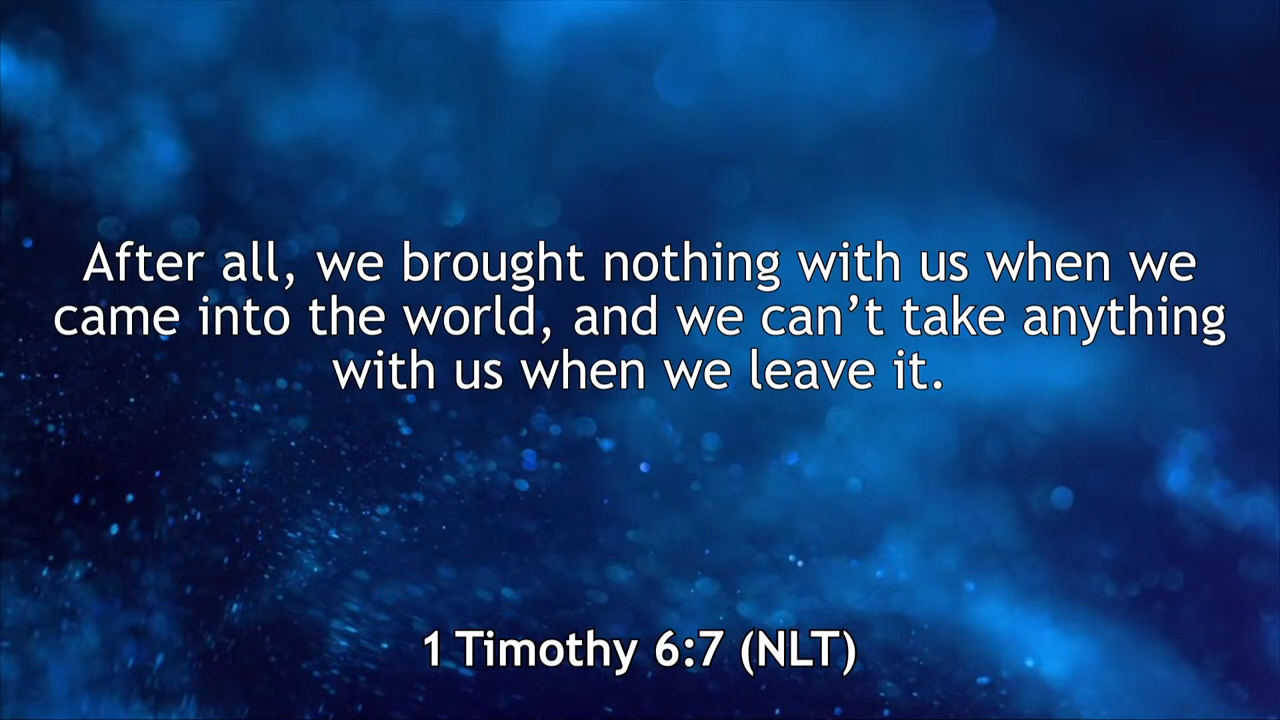 After all, we brought nothing with us when we
came into the world, and we can’t take anything
with us when we leave it.
1 Timothy 6:7 (NLT)